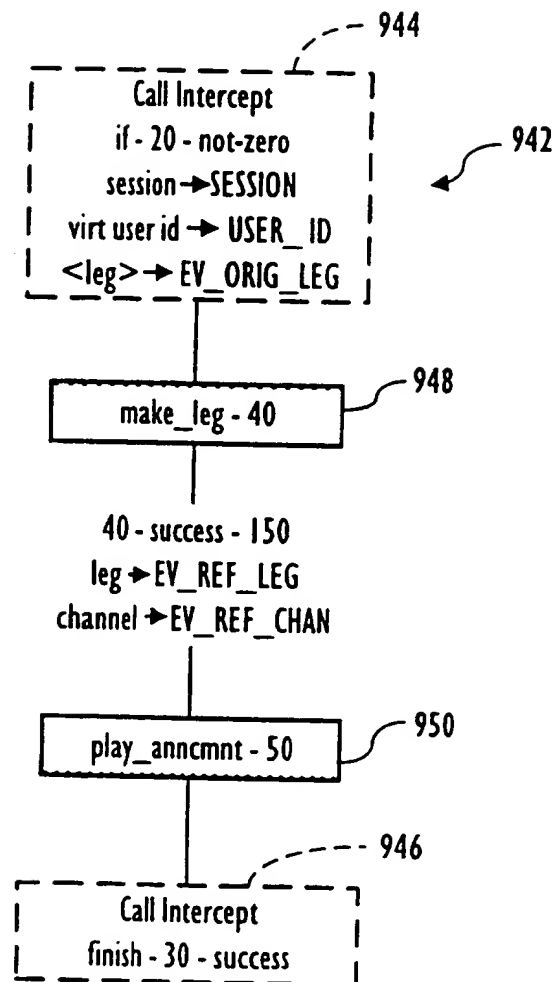 944
Call Intercept
if - 20 - not-zero
942
session→SESSION
virt user id → USER_ID
<leg> → EV_ORIG_LEG
948
make_leg - 40
40 - success - 150
leg → EV_REF_LEG
channel → EV_REF_CHAN
950
play_anncmnt - 50
946
Call Intercept
finish - 30 - success